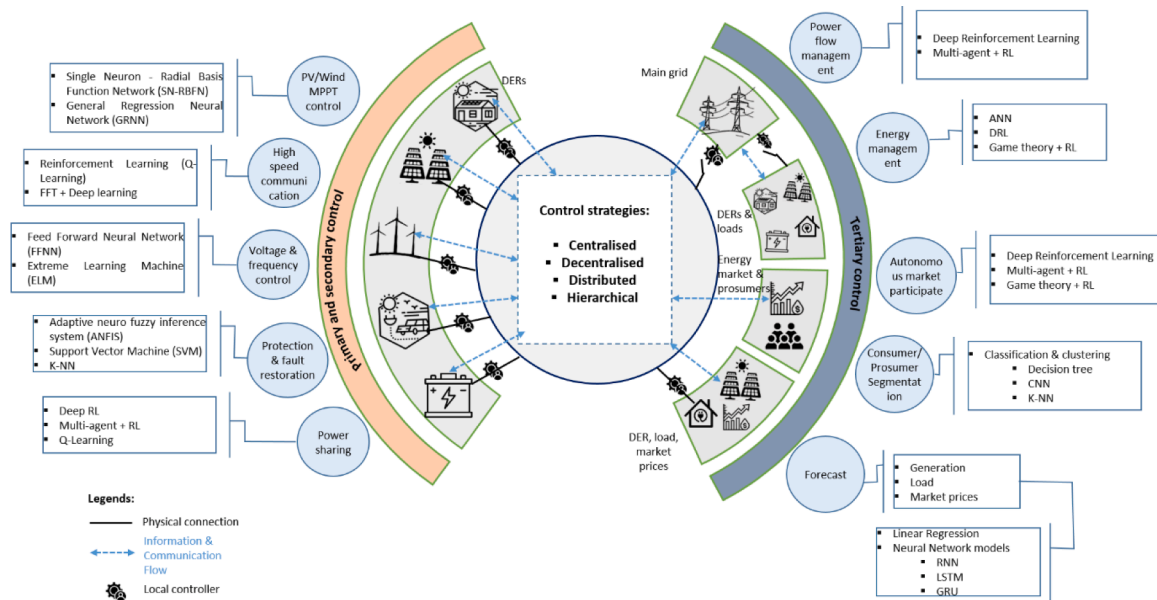 Single Neuron - Radial Basis
Function Network (SN-RBFN)
General Regression Neural
Network (GRNN)
PV/Wind
MPPT
control
Reinforcement Learning (Q-
Learning)
FFT + Deep learning
High
speed
communi
cation
Feed Forward Neural Network
(FFNN)
Extreme Learning Machine
(ELM)
Voltage &
frequency
control
Adaptive neuro fuzzy inference
system (ANFIS)
Support Vector Machine (SVM)
K-NN
Protection
& fault
restoration
Deep RL
Multi-agent + RL
Q-Learning
Power
sharing
Primary and secondary control
DERs
Control strategies:
Centralised
Decentralised
Distributed
Hierarchical
Main grid
DERs &
loads
Energy
market &
prosumers
DER, load,
market
prices
Tertiary control
Power
flow
managem
ent
Deep Reinforcement Learning
Multi-agent + RL
Energy
managem
ent
ANN
DRL
Game theory + RL
Autonomo
us market
participate
Deep Reinforcement Learning
Multi-agent + RL
Game theory + RL
Consumer/
Prosumer
Segmentat
ion
Classification & clustering
Decision tree
CNN
K-NN
Forecast
Generation
Load
Market prices
Linear Regression
Neural Network models
RNN
LSTM
GRU
Legends:
Physical connection
Information &
Communication
Flow
Local controller